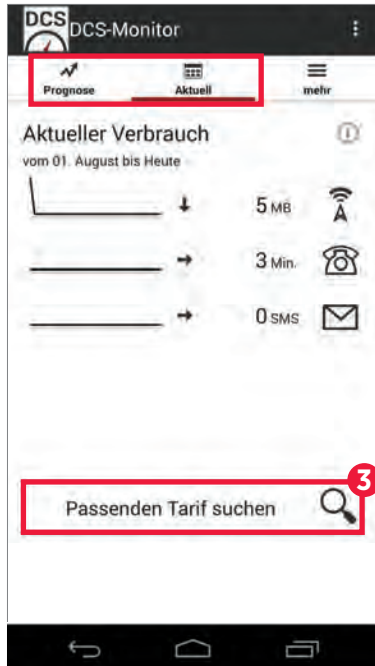 DCS
DCS-Monitor
Prognose
Aktuell
mehr
Aktueller Verbrauch
vom 01. August bis Heute
5 MB
3 Min.
0 SMS
3
Passenden Tarif suchen